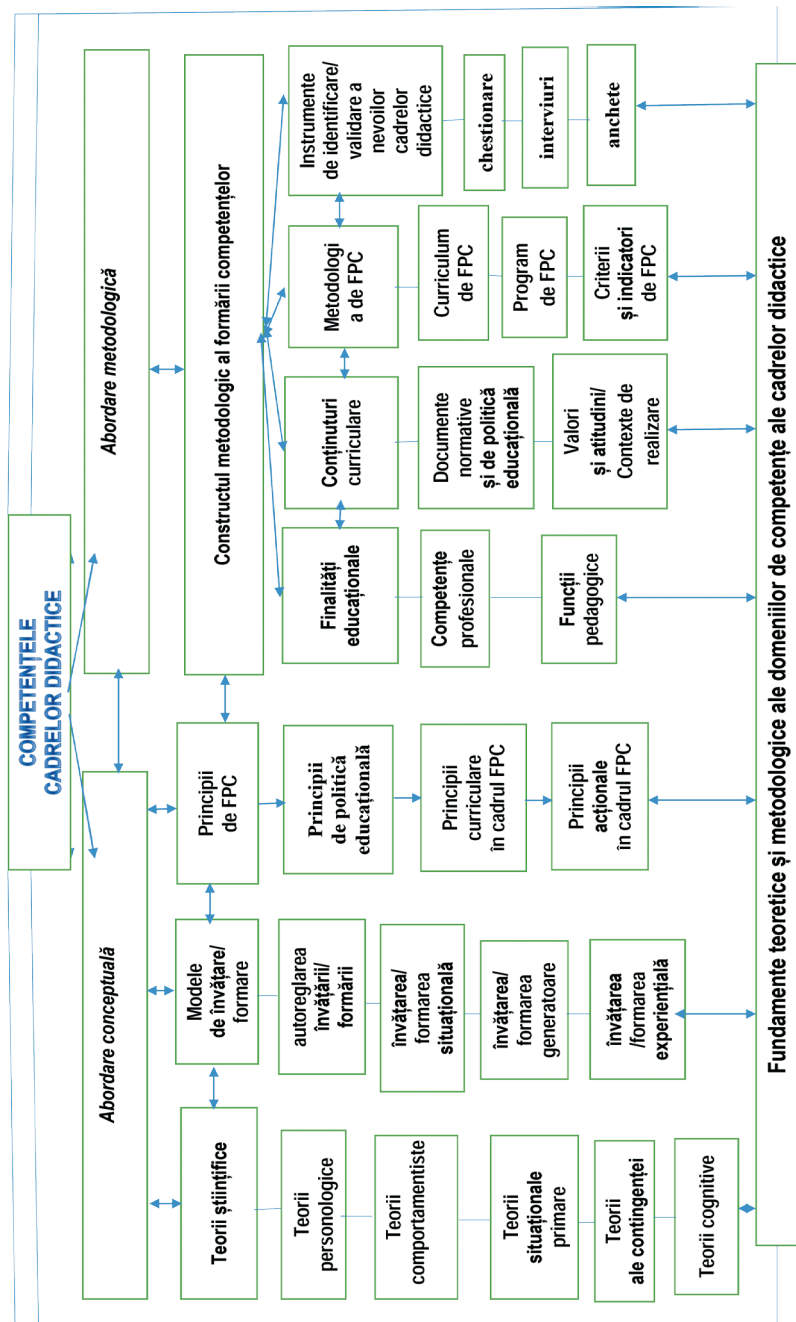 COMPETENȚELE
CADRELOR DIDACTICE
Abordare conceptuală
Abordare metodologică
Teorii științifice
Modele
de învățare/
formare
Principii
de FPC
Constructul metodologic al formării competențelor
Teorii
personologice
Teorii
comportamentiste
Teorii
situaționale
primare
Teorii
ale contingenței
Teorii cognitive
autoreglarea
învățării/
formării
învățarea/
formarea
situațională
învățarea/
formarea
generatoare
învățarea
/formarea
experiențială
Principii
de politică
educațională
Principii
curriculare
în cadrul FPC
Principii
acționale
în cadrul FPC
Finalități
educaționale
Competențe
profesionale
Funcții
pedagogice
Conținuturi
curriculare
Documente
normative
și de politică
educațională
Valori
și atitudini/
Contexte de
realizare
Metodologi
a de FPC
Curriculum
de FPC
Program
de FPC
Criterii
și indicatori
de FPC
Instrumente
de identificare/
validare a
nevoilor
cadrelor
didactice
chestionare
interviuri
anchete
Fundamente teoretice și metodologice ale domeniilor de competențe ale cadrelor didactice